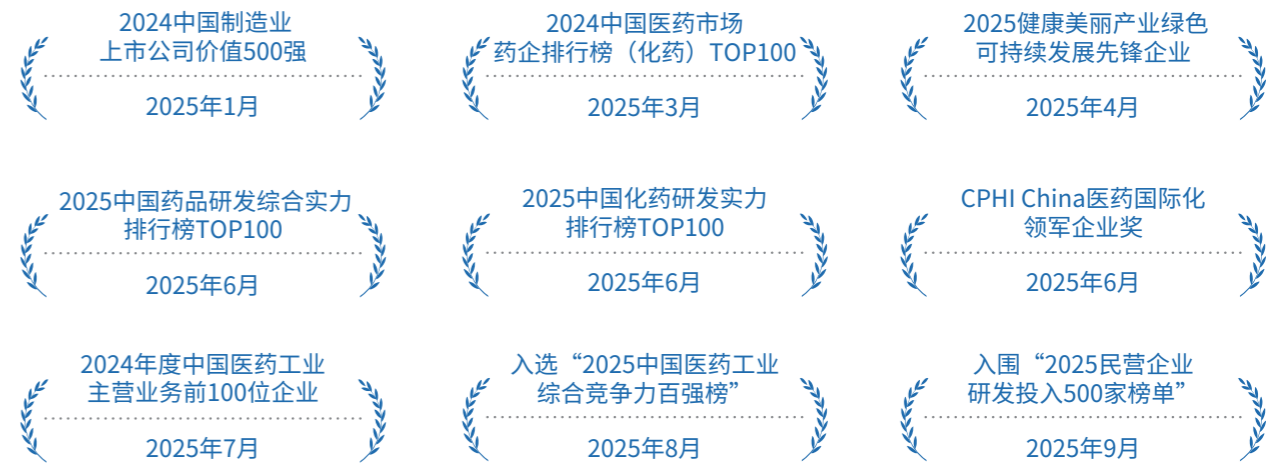 2024中国制造业
上市公司价值500强
2025年1月
2024中国医药市场
药企排行榜（化药）TOP100
2025年3月
2025健康美丽产业绿色
可持续发展先锋企业
2025年4月
2025中国药品研发综合实力
排行榜TOP100
2025年6月
2025中国化药研发实力
排行榜TOP100
2025年6月
CPHI China医药国际化
领军企业奖
2025年6月
2024年度中国医药工业
主营业务前100位企业
2025年7月
入选“2025中国医药工业
综合竞争力百强榜”
2025年8月
入围“2025民营企业
研发投入500家榜单”
2025年9月